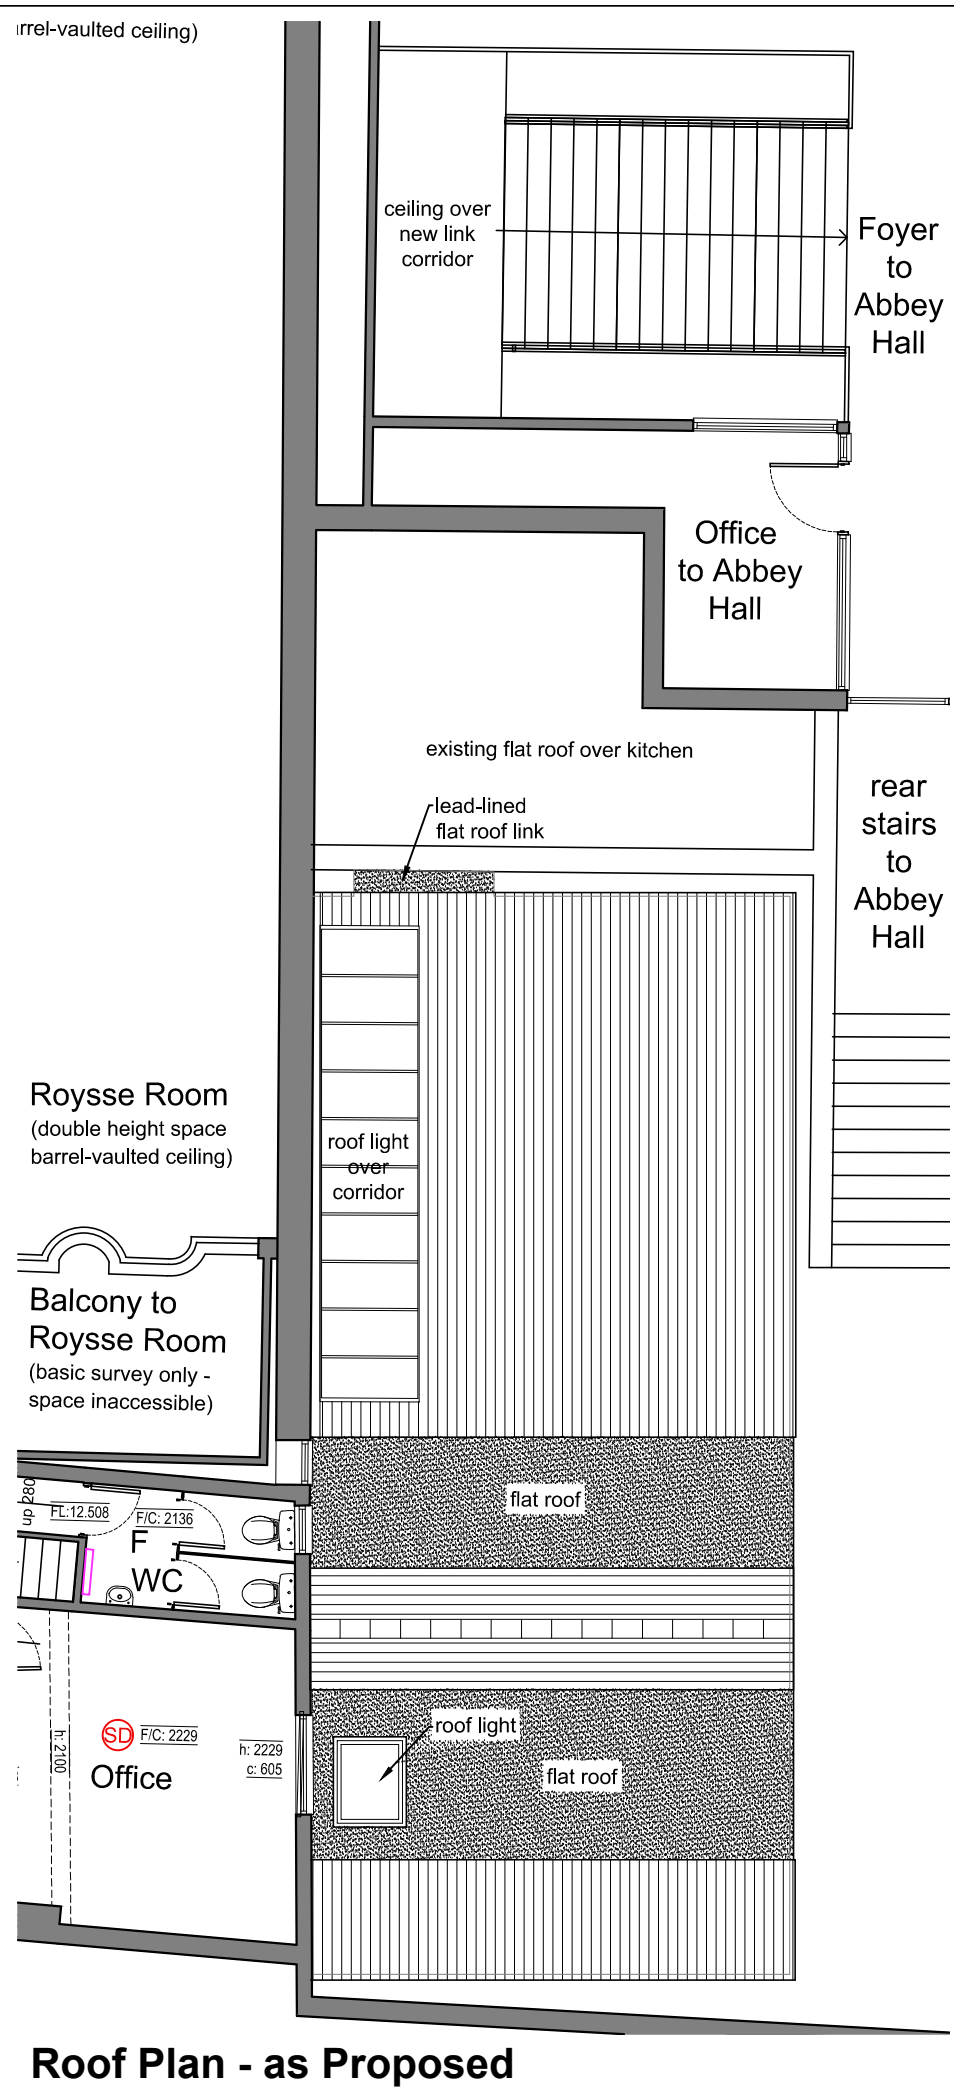 barrel-vaulted ceiling)
ceiling over
new link
corridor
Foyer
to
Abbey
Hall
Office
to Abbey
Hall
existing flat roof over kitchen
lead-lined
flat roof link
rear
stairs
to
Abbey
Hall
Roysse Room
(double height space
barrel-vaulted ceiling)
roof light
over
corridor
Balcony to
Roysse Room
(basic survey only -
space inaccessible)
up 280
FL:12.508
F/C: 2136
F
WC
flat roof
roof light
flat roof
h: 2100
SD
F/C: 2229
Office
h: 2229
c: 605
Roof Plan - as Proposed